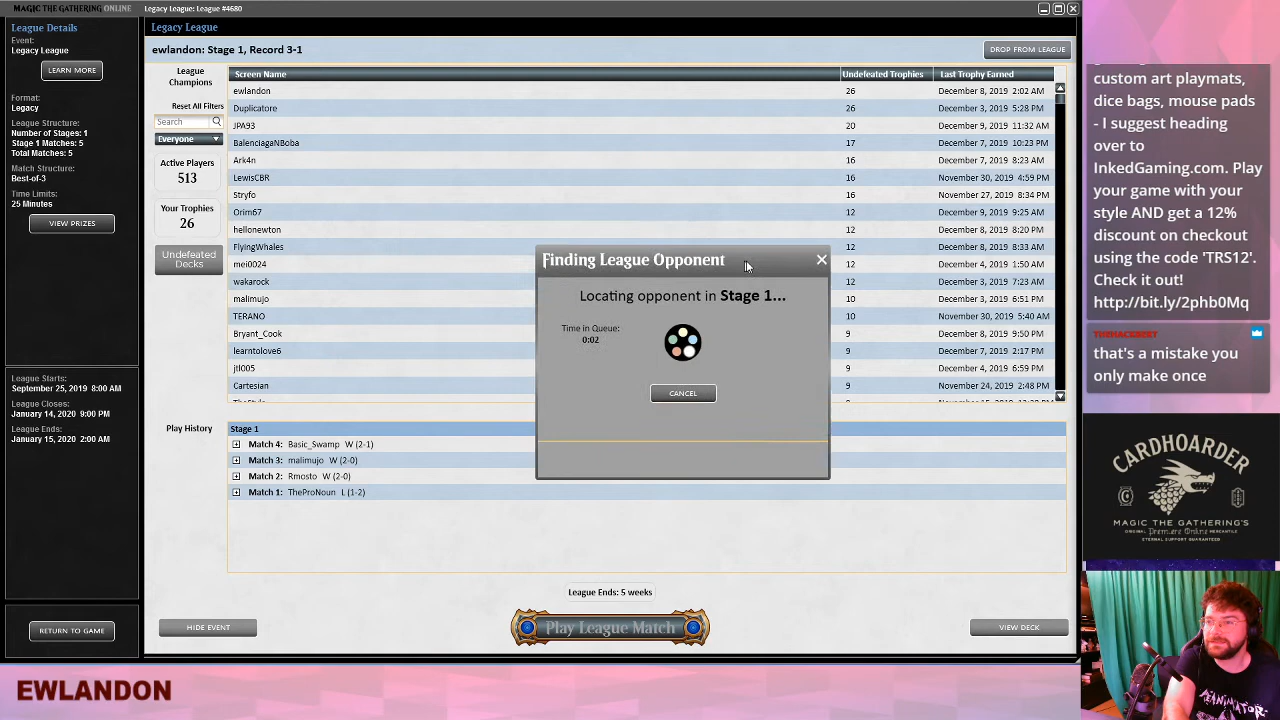 MAGIC THE GATHERING ONLINE
Legacy League: League #4680
League Details
Event:
Legacy League
LEARN MORE
Format:
Legacy
League Structure:
Number of Stages: 1
Stage 1 Matches: 5
Total Matches: 5
Match Structure:
Best-of-3
Time Limits:
25 Minutes
VIEW PRIZES
League Starts:
September 25, 2019 8:00 AM
League Closes:
January 14, 2020 9:00 PM
League Ends:
January 15, 2020 2:00 AM
RETURN TO GAME
Legacy League
ewlandon: Stage 1, Record 3-1
DROP FROM LEAGUE
League Champions
Reset All Filters
Search
Everyone
Active Players
513
Your Trophies
26
Undefeated Decks
Screen Name Undefeated Trophies Last Trophy Earned
ewlandon 26 December 8, 2019 2:02 AM
Duplicatore 26 December 3, 2019 5:28 PM
JPA93 20 December 9, 2019 11:32 AM
BalenciagaNBoba 17 December 7, 2019 10:23 PM
Ark4n 16 December 7, 2019 8:23 AM
LewisCBR 16 November 30, 2019 4:59 PM
Stryfo 16 November 27, 2019 8:34 PM
Orim67 12 December 9, 2019 9:25 AM
hellonewton 12 December 8, 2019 8:20 PM
FlyingWhales 12 December 8, 2019 8:33 AM
mei0024 12 December 4, 2019 1:50 AM
wakarock 12 December 3, 2019 7:23 AM
malimujo 10 December 3, 2019 6:51 PM
TERANO 10 November 30, 2019 5:40 AM
Bryant_Cook 9 December 8, 2019 9:50 PM
learntolove6 9 December 7, 2019 2:17 PM
jtl005 9 December 4, 2019 6:59 PM
Cartesian 9 November 24, 2019 2:48 PM
Finding League Opponent
Locating opponent in Stage 1...
Time in Queue:
0:02
CANCEL
Play History
Stage 1
Match 4: Basic_Swamp W (2-1)
Match 3: malimujo W (2-0)
Match 2: Rmosto W (2-0)
Match 1: TheProNoun L (1-2)
League Ends: 5 weeks
HIDE EVENT
Play League Match
VIEW DECK
custom art playmats,
dice bags, mouse pads
- I suggest heading
over to
InkedGaming.com. Play
your game with your
style AND get a 12%
discount on checkout
using the code 'TRS12'.
Check it out!
http://bit.ly/2phb0Mq
that's a mistake you
only make once
CARDHOARDER
MAGIC THE GATHERING'S
ORIGINAL Premiere Online MERCANTILE
ETERNAL SUPPORT GUARANTEED
EWLANDON